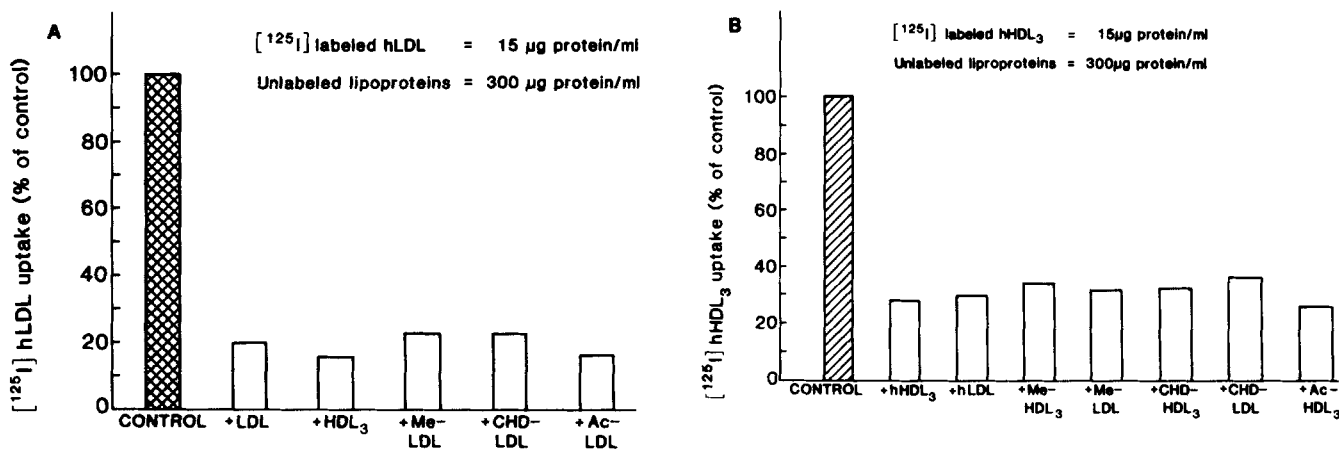 A
[¹²⁵I] labeled hLDL = 15 µg protein/ml
Unlabeled lipoproteins = 300 µg protein/ml
[¹²⁵I] hLDL uptake (% of control)
100
80
60
40
20
0
CONTROL +LDL +HDL₃ +Me-LDL +CHD-LDL +Ac-LDL
B
[¹²⁵I] labeled hHDL₃ = 15µg protein/ml
Unlabeled liproproteins = 300µg protein/ml
[¹²⁵I] hHDL₃ uptake (% of control)
100
80
60
40
20
0
CONTROL +hHDL₃ +hLDL +Me-HDL₃ +Me-LDL +CHD-HDL₃ +CHD-LDL +Ac-HDL₃